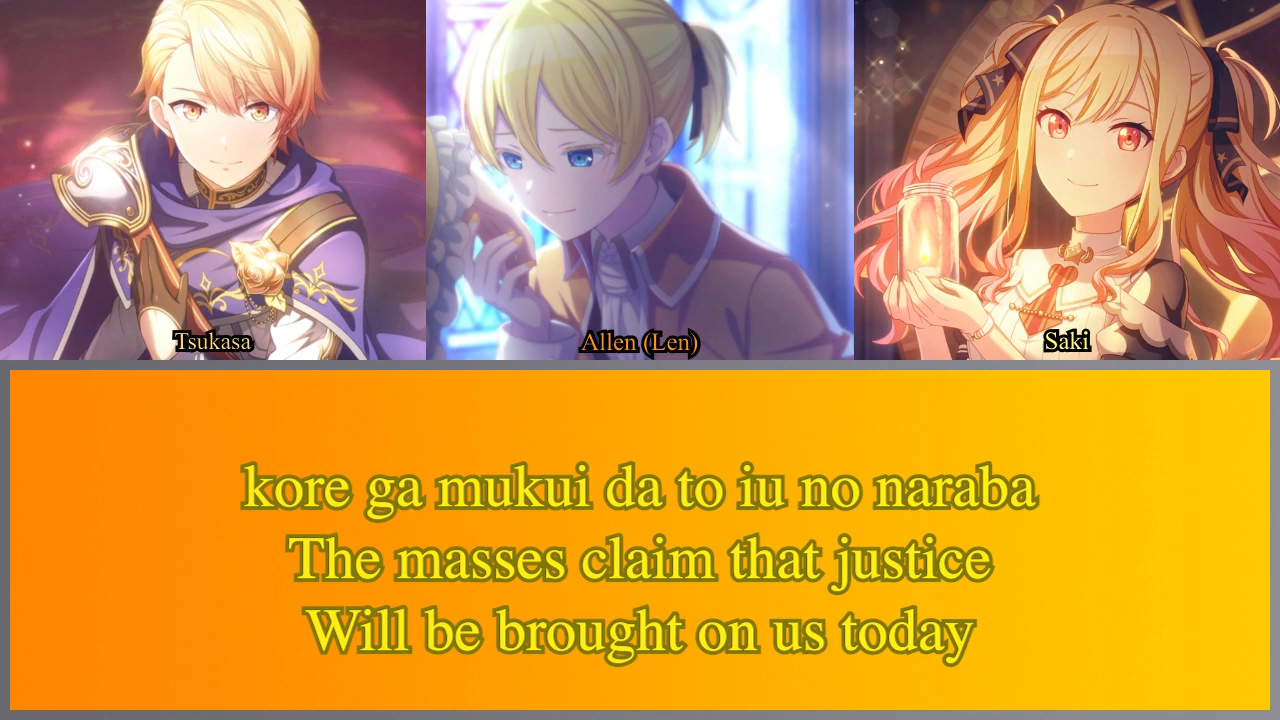 Tsukasa
Allen (Len)
Saki
kore ga mukui da to iu no naraba
The masses claim that justice
Will be brought on us today